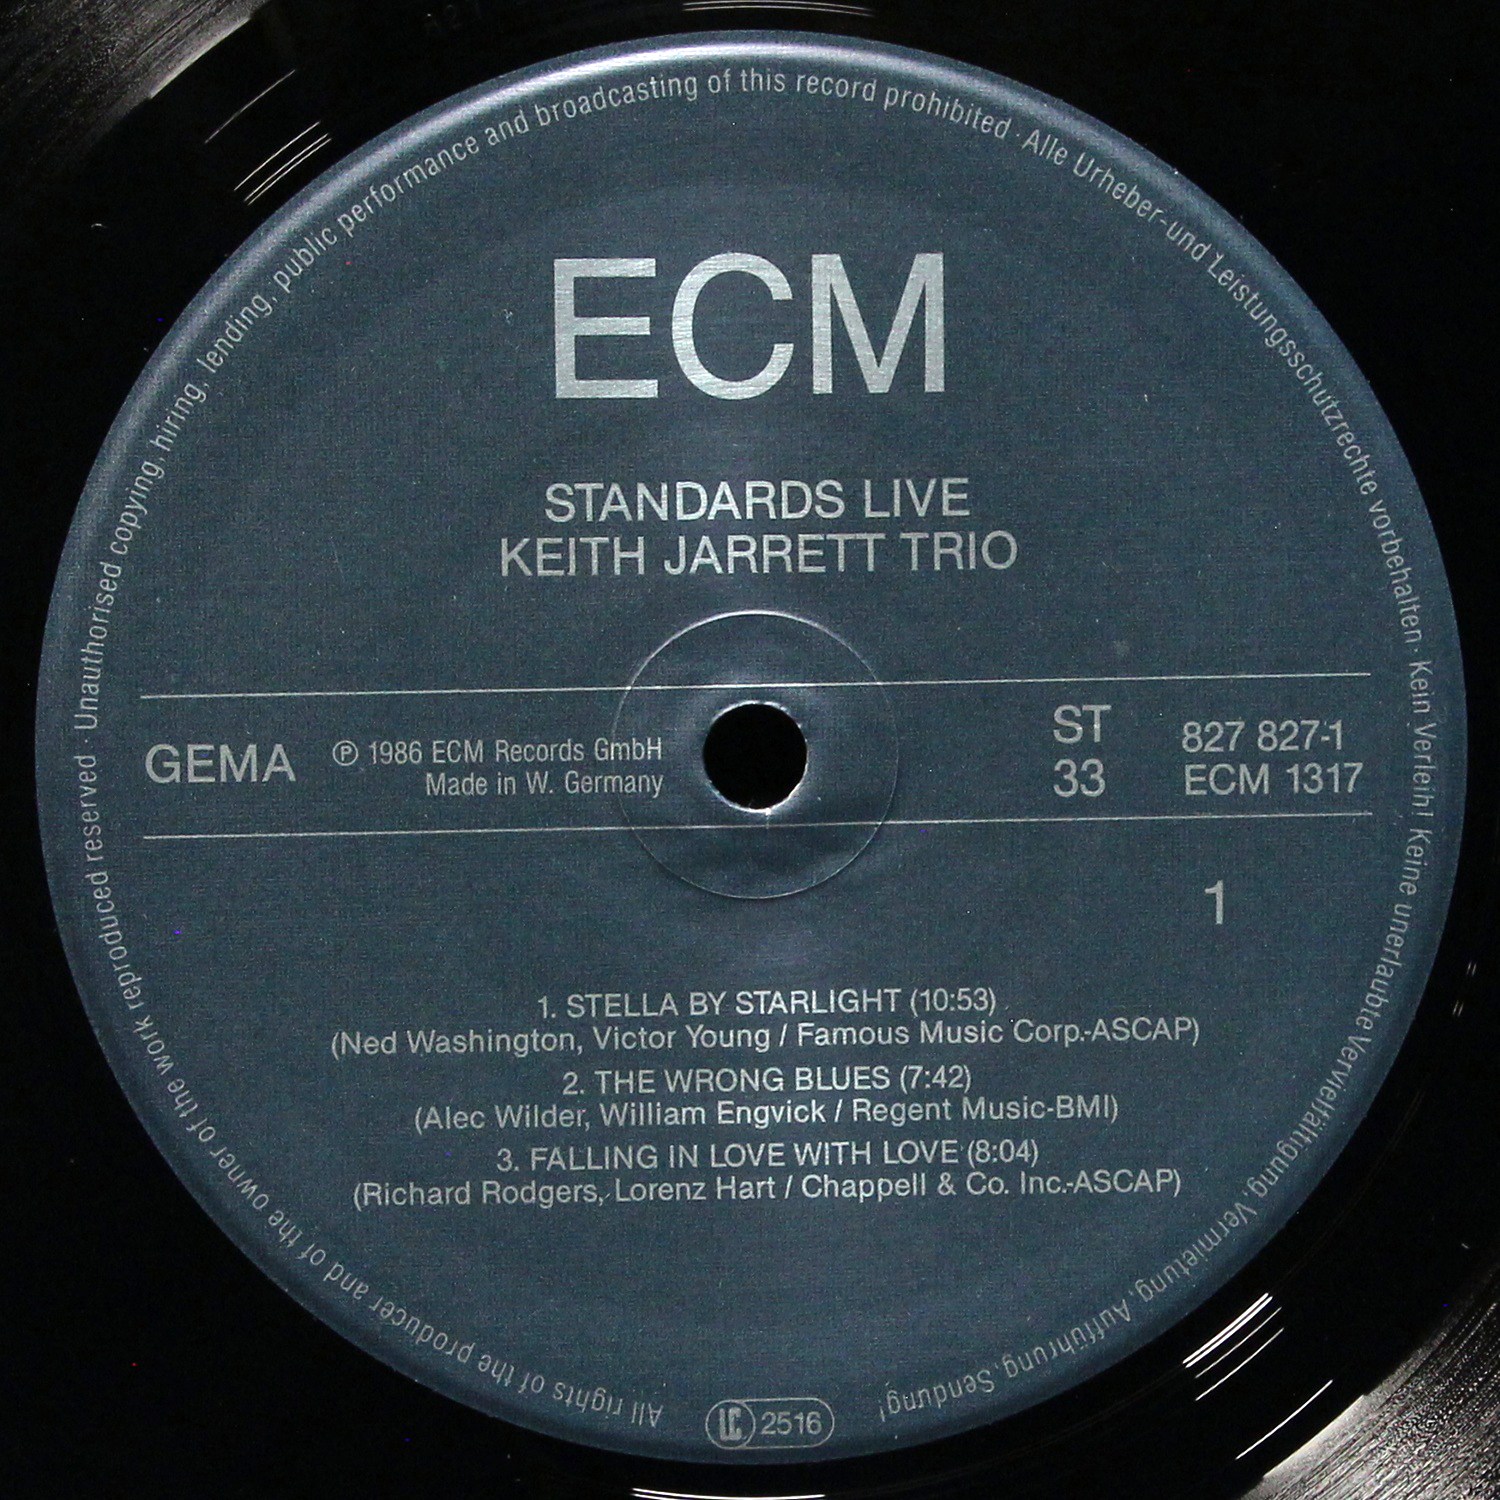 ECM
STANDARDS LIVE
KEITH JARRETT TRIO
GEMA
℗ 1986 ECM Records GmbH
Made in W. Germany
ST
33
827 827-1
ECM 1317
1
1. STELLA BY STARLIGHT (10:53)
(Ned Washington, Victor Young / Famous Music Corp.-ASCAP)
2. THE WRONG BLUES (7:42)
(Alec Wilder, William Engvick / Regent Music-BMI)
3. FALLING IN LOVE WITH LOVE (8:04)
(Richard Rodgers, Lorenz Hart / Chappell & Co. Inc.-ASCAP)
All rights of the producer and of the owner of the work reproduced reserved · Unauthorised copying, hiring, lending, public performance and broadcasting of this record prohibited · Alle Urheber-und Leistungsschutzrechte vorbehalten · Kein Verleih! Keine unerlaubte Vervielfältigung, Vermietung, Aufführung, Sendung!
LC 2516